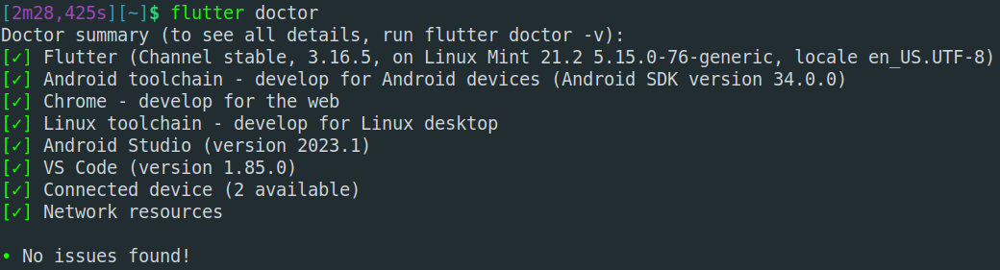 [2m28,425s][~]$ flutter doctor
Doctor summary (to see all details, run flutter doctor -v):
[✓] Flutter (Channel stable, 3.16.5, on Linux Mint 21.2 5.15.0-76-generic, locale en_US.UTF-8)
[✓] Android toolchain - develop for Android devices (Android SDK version 34.0.0)
[✓] Chrome - develop for the web
[✓] Linux toolchain - develop for Linux desktop
[✓] Android Studio (version 2023.1)
[✓] VS Code (version 1.85.0)
[✓] Connected device (2 available)
[✓] Network resources
• No issues found!